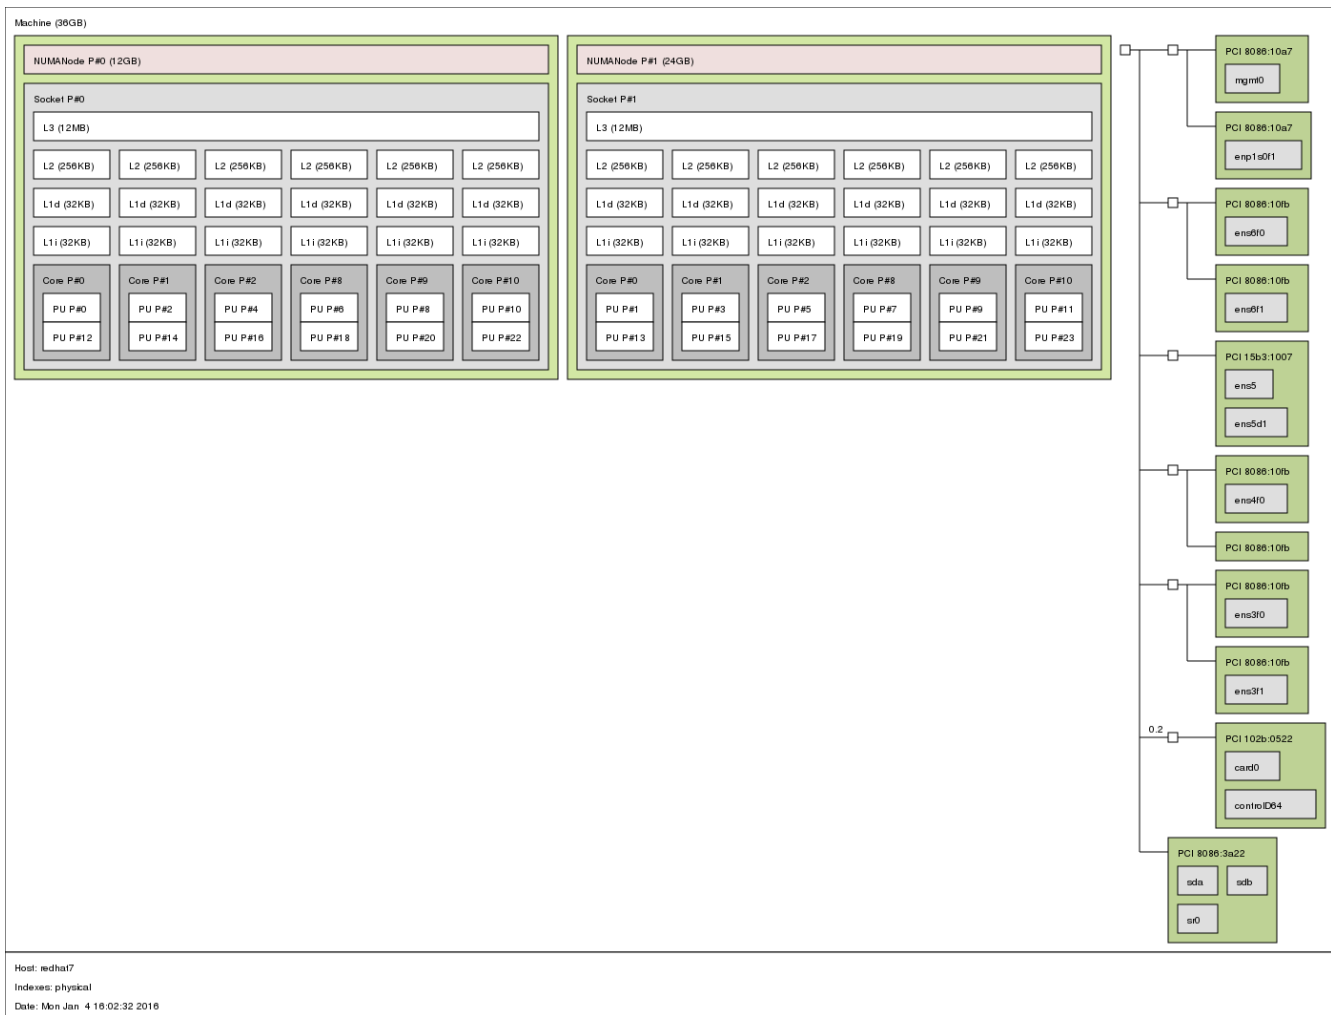 Machine (36GB)
NUMANode P#0 (12GB)
Socket P#0
L3 (12MB)
L2 (256KB) L2 (256KB) L2 (256KB) L2 (256KB) L2 (256KB) L2 (256KB)
L1d (32KB) L1d (32KB) L1d (32KB) L1d (32KB) L1d (32KB) L1d (32KB)
L1i (32KB) L1i (32KB) L1i (32KB) L1i (32KB) L1i (32KB) L1i (32KB)
Core P#0 Core P#1 Core P#2 Core P#8 Core P#9 Core P#10
PU P#0 PU P#2 PU P#4 PU P#6 PU P#8 PU P#10
PU P#12 PU P#14 PU P#16 PU P#18 PU P#20 PU P#22
NUMANode P#1 (24GB)
Socket P#1
L3 (12MB)
L2 (256KB) L2 (256KB) L2 (256KB) L2 (256KB) L2 (256KB) L2 (256KB)
L1d (32KB) L1d (32KB) L1d (32KB) L1d (32KB) L1d (32KB) L1d (32KB)
L1i (32KB) L1i (32KB) L1i (32KB) L1i (32KB) L1i (32KB) L1i (32KB)
Core P#0 Core P#1 Core P#2 Core P#8 Core P#9 Core P#10
PU P#1 PU P#3 PU P#5 PU P#7 PU P#9 PU P#11
PU P#13 PU P#15 PU P#17 PU P#19 PU P#21 PU P#23
PCI 8086:10a7
mgmt0
PCI 8086:10a7
enp1s0f1
PCI 8086:10fb
ens6f0
PCI 8086:10fb
ens6f1
PCI 15b3:1007
ens5
ens5d1
PCI 8086:10fb
ens4f0
PCI 8086:10fb
PCI 8086:10fb
ens3f0
PCI 8086:10fb
ens3f1
0.2
PCI 102b:0522
card0
controlD64
PCI 8086:3a22
sda sdb
sr0
Host: redhat7
Indexes: physical
Date: Mon Jan 4 16:02:32 2016